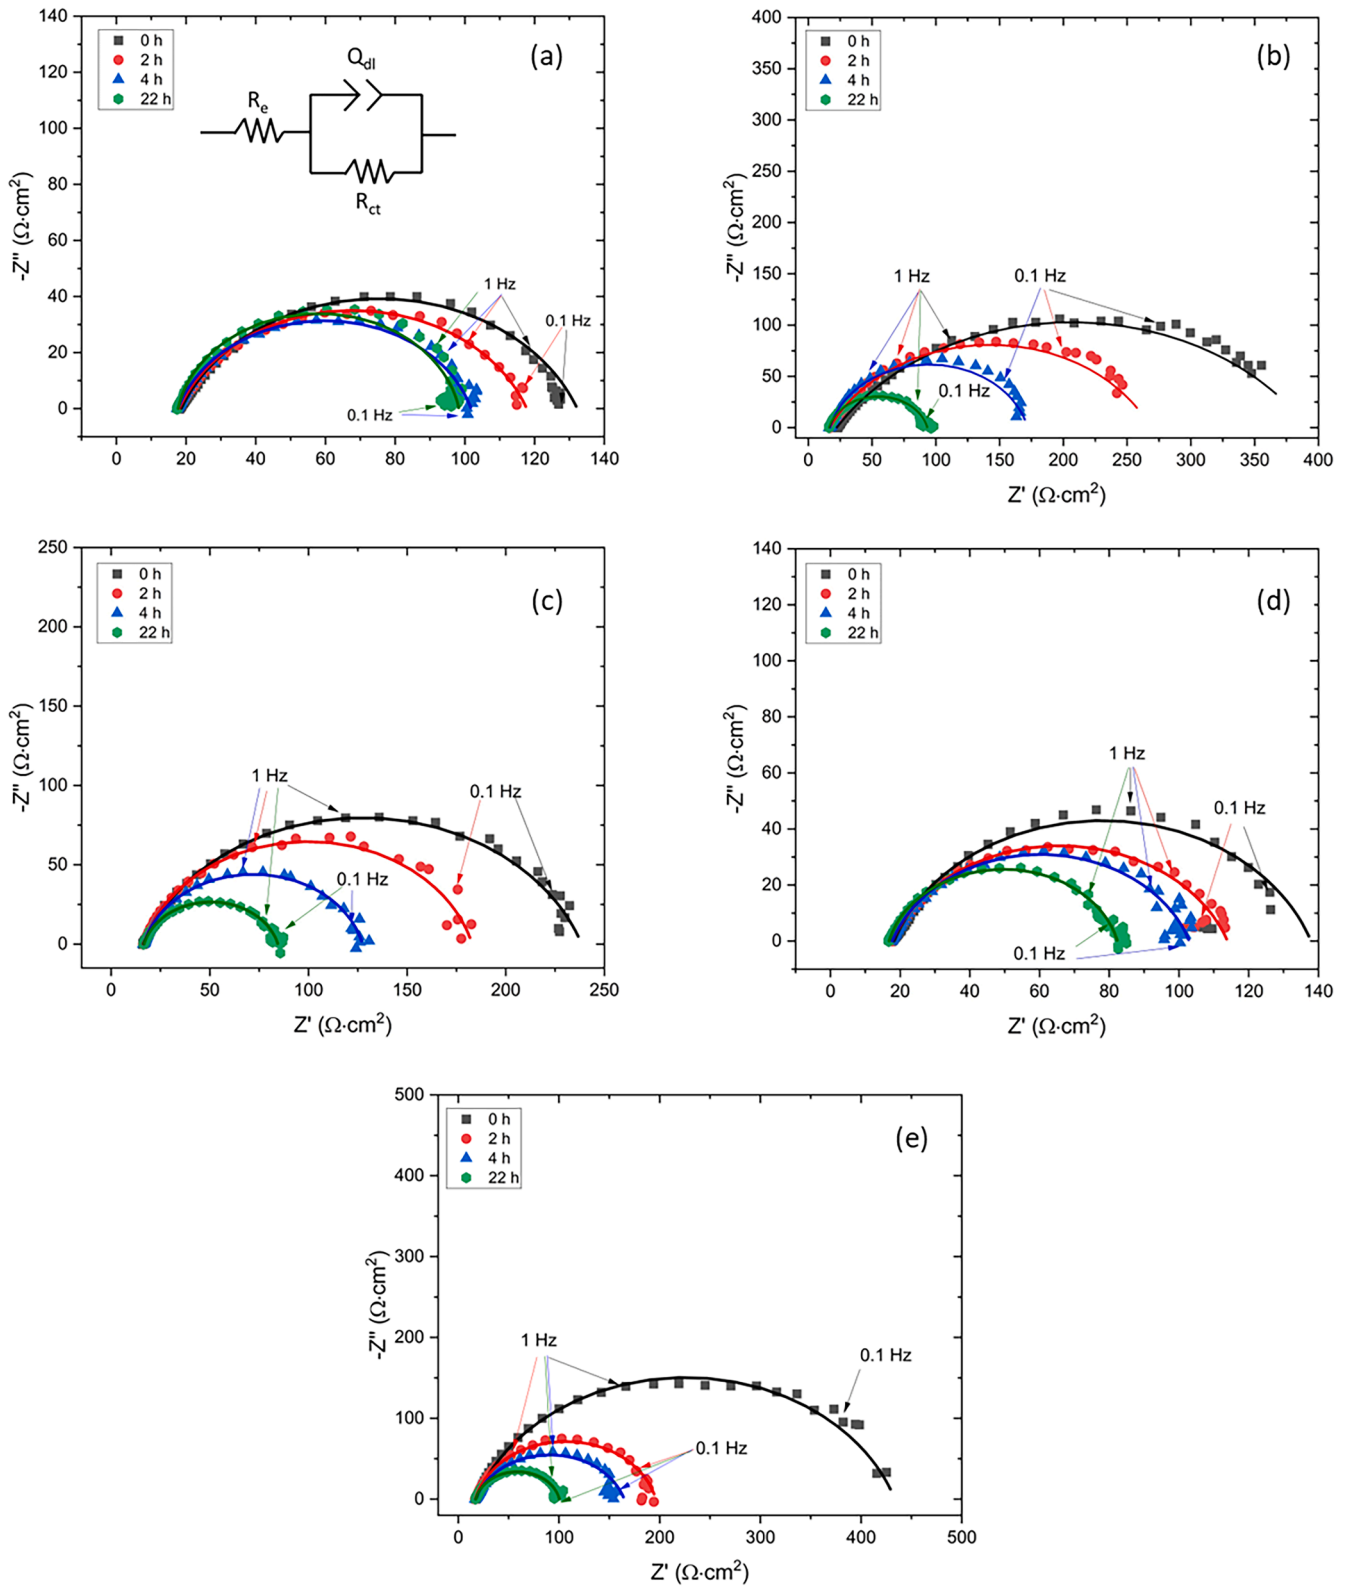 (a)
0 h
2 h
4 h
22 h
Qdl
Re
Rct
1 Hz
0.1 Hz
0.1 Hz
-Z'' (Ω·cm²)
140
120
100
80
60
40
20
0
0 20 40 60 80 100 120 140
(b)
0 h
2 h
4 h
22 h
1 Hz
0.1 Hz
0.1 Hz
-Z'' (Ω·cm²)
400
350
300
250
200
150
100
50
0
0 50 100 150 200 250 300 350 400
Z' (Ω·cm²)
(c)
0 h
2 h
4 h
22 h
1 Hz
0.1 Hz
0.1 Hz
-Z'' (Ω·cm²)
250
200
150
100
50
0
0 50 100 150 200 250
Z' (Ω·cm²)
(d)
0 h
2 h
4 h
22 h
1 Hz
0.1 Hz
0.1 Hz
-Z'' (Ω·cm²)
140
120
100
80
60
40
20
0
0 20 40 60 80 100 120 140
Z' (Ω·cm²)
(e)
0 h
2 h
4 h
22 h
1 Hz
0.1 Hz
0.1 Hz
-Z'' (Ω·cm²)
500
400
300
200
100
0
0 100 200 300 400 500
Z' (Ω·cm²)